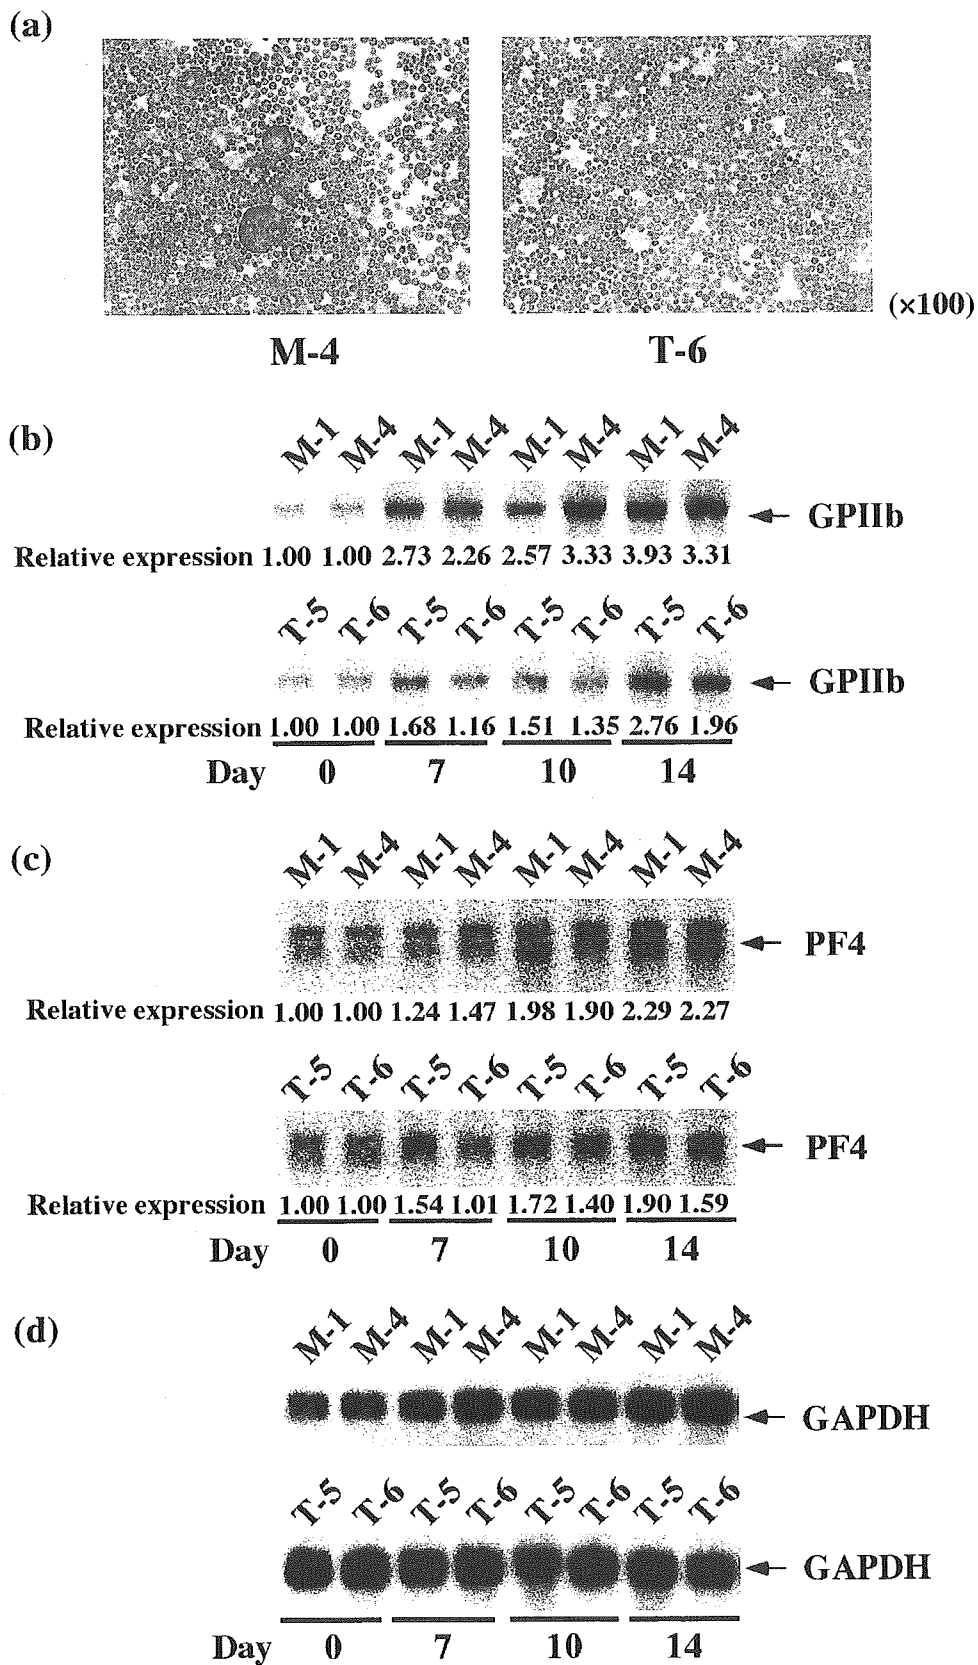 (a)
(×100)
M-4 T-6
(b)
M-1 M-4 M-1 M-4 M-1 M-4 M-1 M-4
GPIIb
Relative expression 1.00 1.00 2.73 2.26 2.57 3.33 3.93 3.31
T-5 T-6 T-5 T-6 T-5 T-6 T-5 T-6
GPIIb
Relative expression 1.00 1.00 1.68 1.16 1.51 1.35 2.76 1.96
Day 0 7 10 14
(c)
M-1 M-4 M-1 M-4 M-1 M-4 M-1 M-4
PF4
Relative expression 1.00 1.00 1.24 1.47 1.98 1.90 2.29 2.27
T-5 T-6 T-5 T-6 T-5 T-6 T-5 T-6
PF4
Relative expression 1.00 1.00 1.54 1.01 1.72 1.40 1.90 1.59
Day 0 7 10 14
(d)
M-1 M-4 M-1 M-4 M-1 M-4 M-1 M-4
GAPDH
T-5 T-6 T-5 T-6 T-5 T-6 T-5 T-6
GAPDH
Day 0 7 10 14